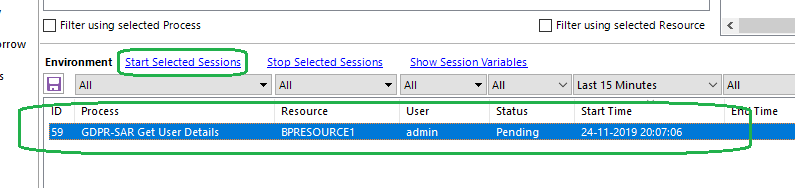 Filter using selected Process
Filter using selected Resource
orrow
Environment Start Selected Sessions Stop Selected Sessions Show Session Variables
All All All All Last 15 Minutes All
ID Process Resource User Status Start Time End Time
59 GDPR-SAR Get User Details BPRESOURCE1 admin Pending 24-11-2019 20:07:06